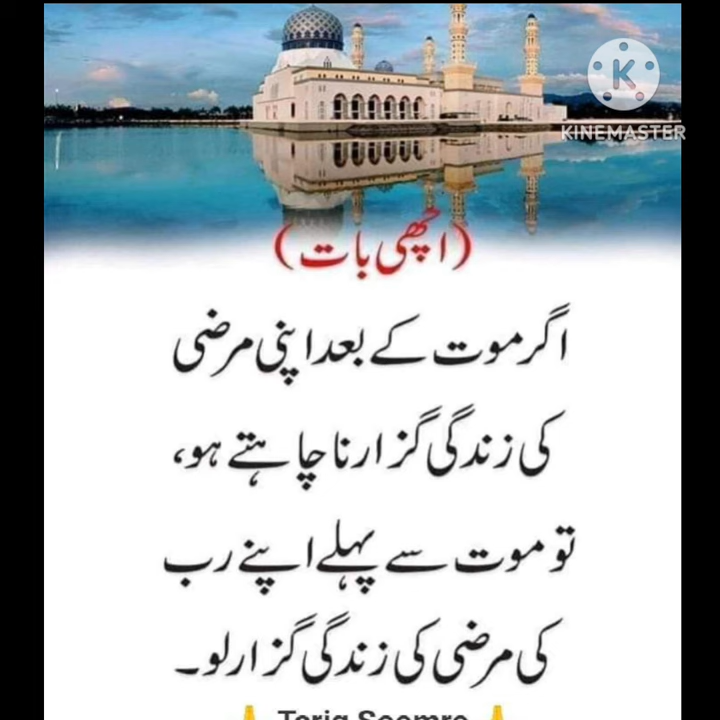 KINEMASTER
(اچھی بات)
اگر موت کے بعد اپنی مرضی
کی زندگی گزارنا چاہتے ہو،
تو موت سے پہلے اپنے رب
کی مرضی کی زندگی گزار لو۔
Tariq Soomro